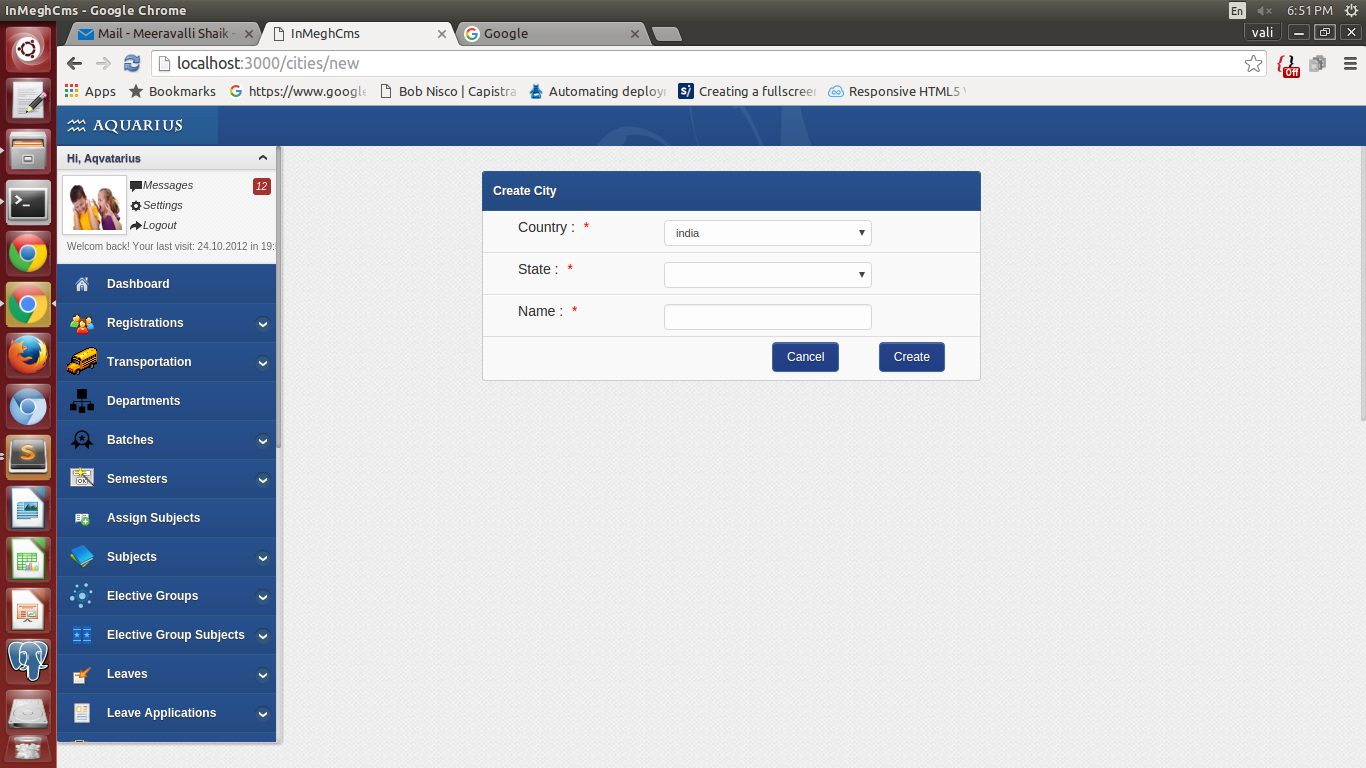 InMeghCms - Google Chrome
En
6:51 PM
Mail - Meeravalli Shaik -
InMeghCms
Google
vali
localhost:3000/cities/new
Off
Apps
Bookmarks
https://www.googl
Bob Nisco | Capistra
Automating deploy
Creating a fullscree
Responsive HTML5
AQUARIUS
Hi, Aqvatarius
Messages
12
Settings
Logout
Welcom back! Your last visit: 24.10.2012 in 19:
Dashboard
Registrations
Transportation
Departments
Batches
Semesters
Assign Subjects
Subjects
Elective Groups
Elective Group Subjects
Leaves
Leave Applications
Create City
Country : *
india
State : *
Name : *
Cancel
Create